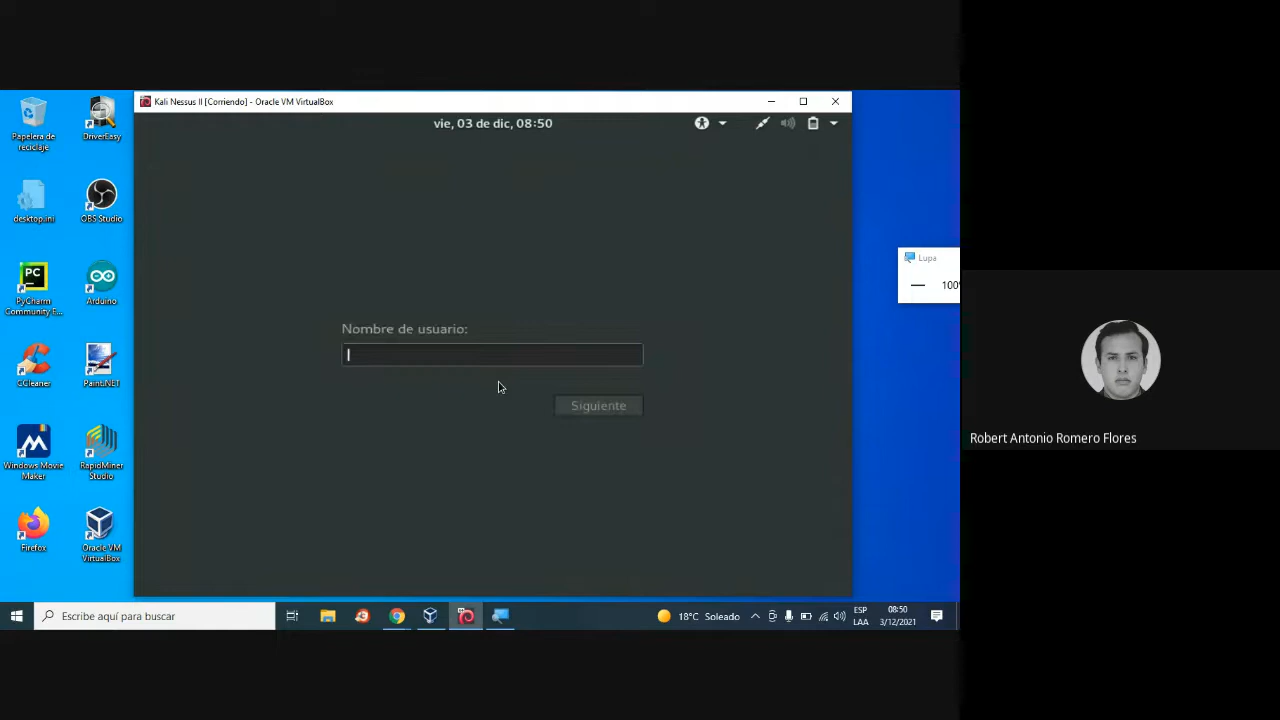 Papelera de
reciclaje
DriverEasy
desktop.ini
OBS Studio
PC
PyCharm
Community E...
Arduino
CCleaner
Paint.NET
Windows Movie
Maker
RapidMiner
Studio
Firefox
Oracle VM
VirtualBox
Kali Nessus II [Corriendo] - Oracle VM VirtualBox
vie, 03 de dic, 08:50
Nombre de usuario:
Siguiente
Lupa
100%
Escribe aquí para buscar
18°C Soleado
ESP
LAA
08:50
3/12/2021
Robert Antonio Romero Flores